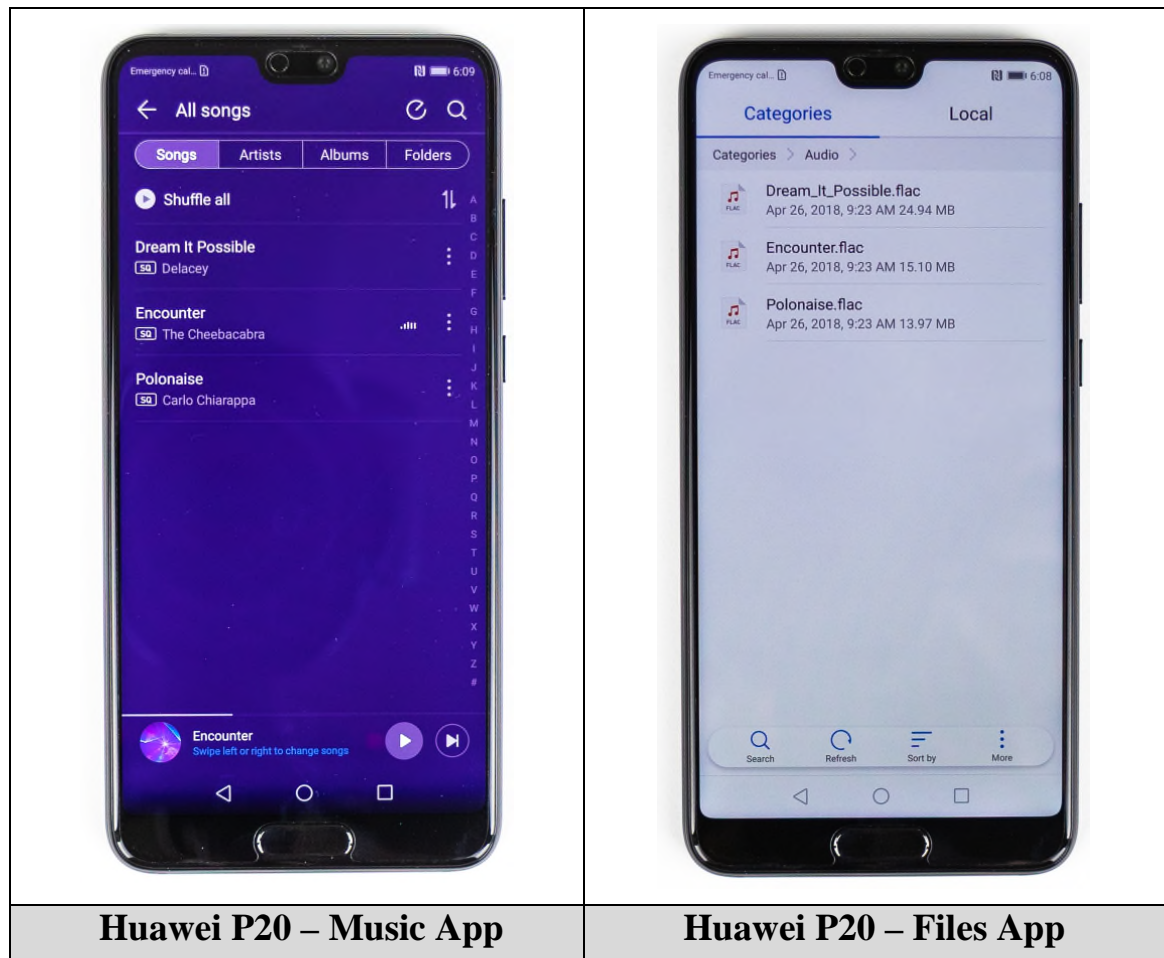 Emergency cal... 6:09
All songs
Songs Artists Albums Folders
Shuffle all
Dream It Possible
SQ Delacey
Encounter
SQ The Cheebacabra
Polonaise
SQ Carlo Chiarappa
A
B
C
D
E
F
G
H
I
J
K
L
M
N
O
P
Q
R
S
T
U
V
W
X
Y
Z
#
Encounter
Swipe left or right to change songs
Huawei P20 – Music App
Emergency cal... 6:08
Categories Local
Categories > Audio >
Dream_It_Possible.flac
FLAC Apr 26, 2018, 9:23 AM 24.94 MB
Encounter.flac
FLAC Apr 26, 2018, 9:23 AM 15.10 MB
Polonaise.flac
FLAC Apr 26, 2018, 9:23 AM 13.97 MB
Search Refresh Sort by More
Huawei P20 – Files App